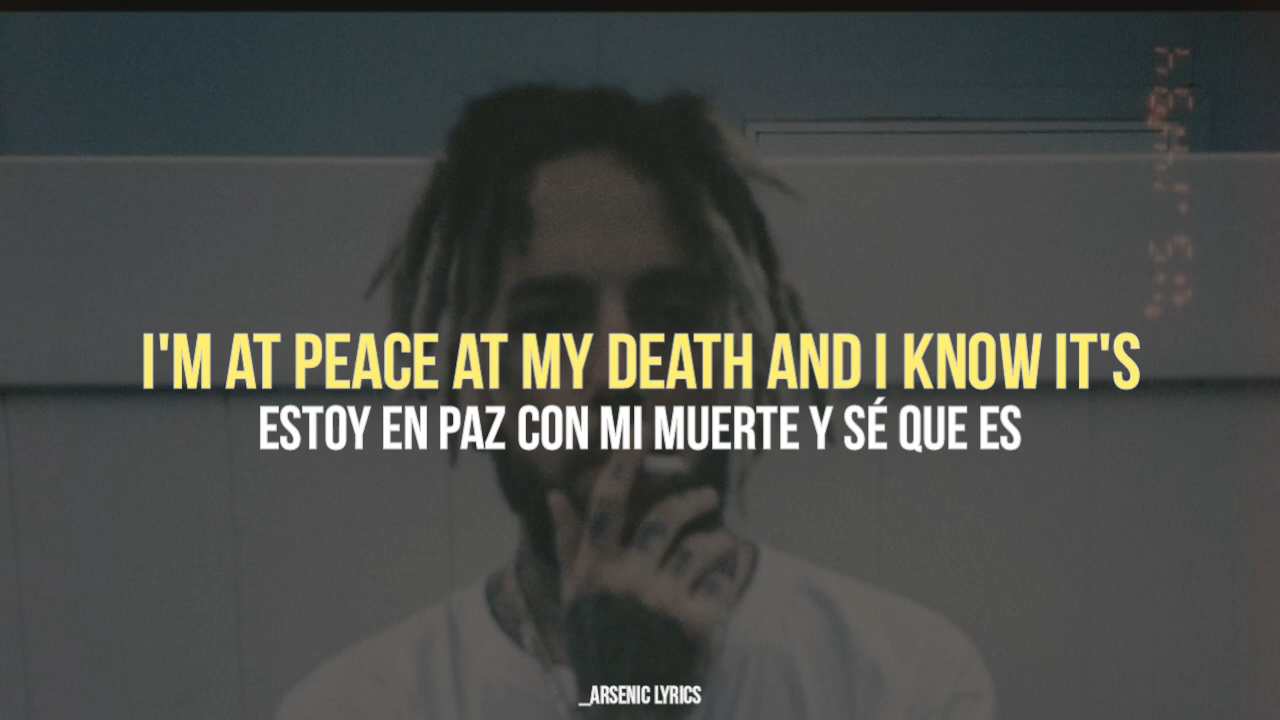 I'M AT PEACE AT MY DEATH AND I KNOW IT'S
ESTOY EN PAZ CON MI MUERTE Y SÉ QUE ES
_ARSENIC LYRICS